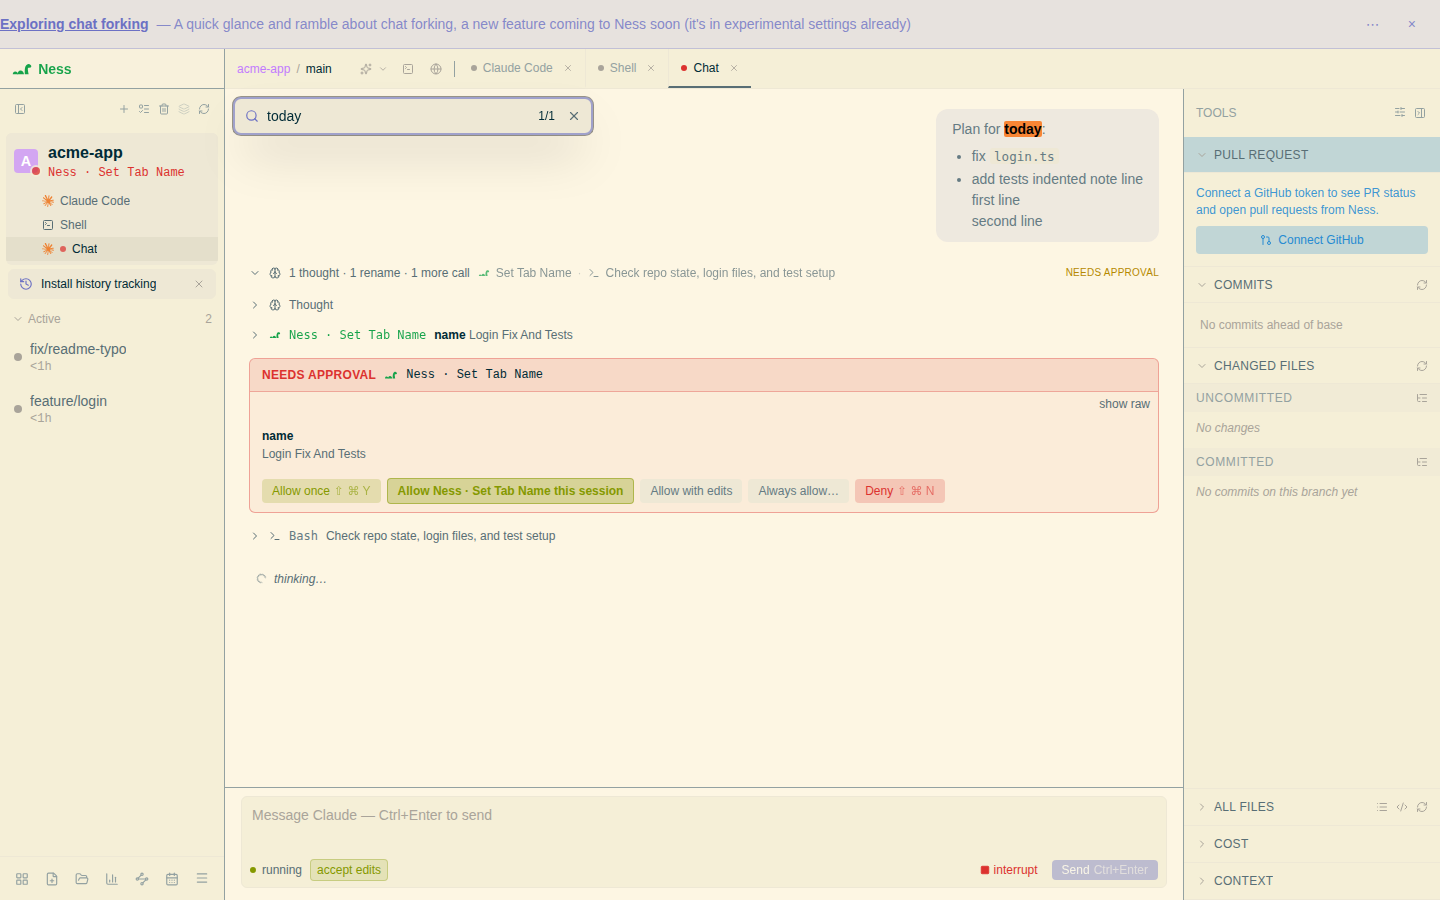 Exploring chat forking — A quick glance and ramble about chat forking, a new feature coming to Ness soon (it's in experimental settings already)
Ness
acme-app / main
Claude Code
Shell
Chat
today
1/1
A
acme-app
Ness · Set Tab Name
Claude Code
Shell
Chat
Install history tracking
Active 2
fix/readme-typo
<1h
feature/login
<1h
Plan for today:
fix login.ts
add tests indented note line
first line
second line
1 thought · 1 rename · 1 more call Set Tab Name · Check repo state, login files, and test setup NEEDS APPROVAL
Thought
Ness · Set Tab Name name Login Fix And Tests
NEEDS APPROVAL Ness · Set Tab Name
show raw
name
Login Fix And Tests
Allow once ⇧ ⌘ Y
Allow Ness · Set Tab Name this session
Allow with edits
Always allow…
Deny ⇧ ⌘ N
Bash Check repo state, login files, and test setup
thinking…
Message Claude — Ctrl+Enter to send
running
accept edits
interrupt
Send Ctrl+Enter
TOOLS
PULL REQUEST
Connect a GitHub token to see PR status
and open pull requests from Ness.
Connect GitHub
COMMITS
No commits ahead of base
CHANGED FILES
UNCOMMITTED
No changes
COMMITTED
No commits on this branch yet
ALL FILES
COST
CONTEXT